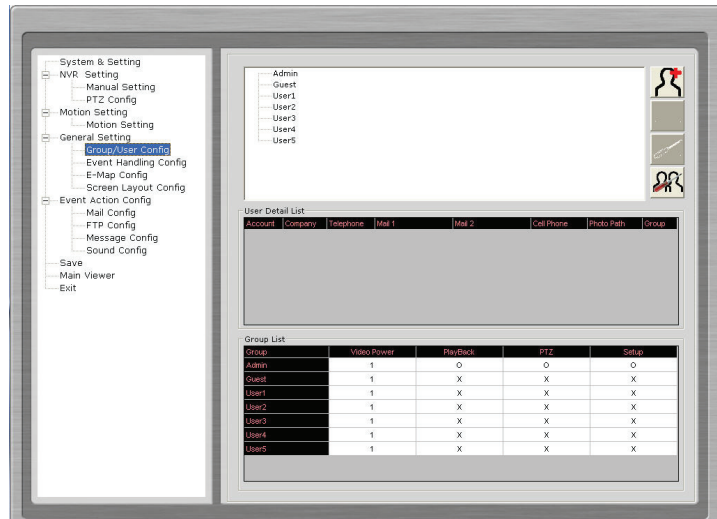 System & Setting
NVR Setting
Manual Setting
PTZ Config
Motion Setting
Motion Setting
General Setting
Group/User Config
Event Handling Config
E-Map Config
Screen Layout Config
Event Action Config
Mail Config
FTP Config
Message Config
Sound Config
Save
Main Viewer
Exit
Admin
Guest
User1
User2
User3
User4
User5
User Detail List
Account Company Telephone Mail 1 Mail 2 Cell Phone Photo Path Group
Group List
Group Video Power PlayBack PTZ Setup
Admin 1 O O O
Guest 1 X X X
User1 1 X X X
User2 1 X X X
User3 1 X X X
User4 1 X X X
User5 1 X X X